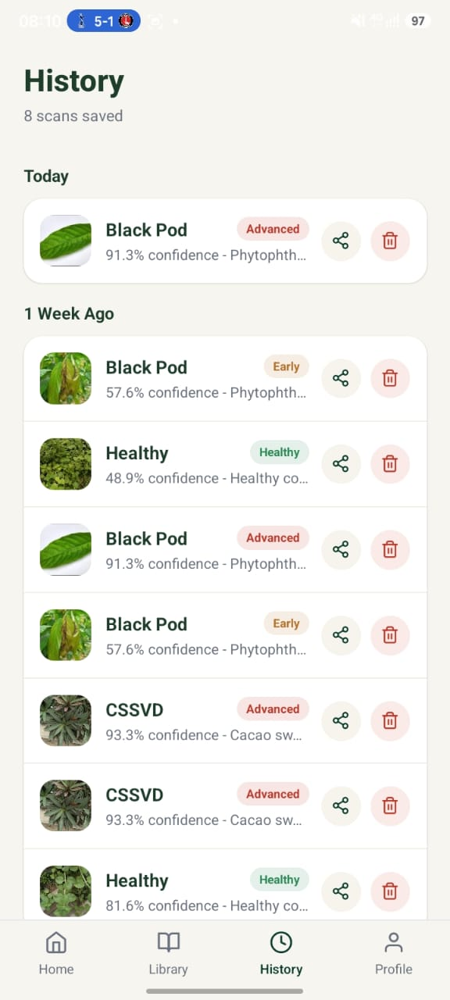 08:10 5-1 97
History
8 scans saved
Today
Black Pod Advanced
91.3% confidence - Phytophth...
1 Week Ago
Black Pod Early
57.6% confidence - Phytophth...
Healthy Healthy
48.9% confidence - Healthy co...
Black Pod Advanced
91.3% confidence - Phytophth...
Black Pod Early
57.6% confidence - Phytophth...
CSSVD Advanced
93.3% confidence - Cacao sw...
CSSVD Advanced
93.3% confidence - Cacao sw...
Healthy Healthy
81.6% confidence - Healthy co...
Home Library History Profile